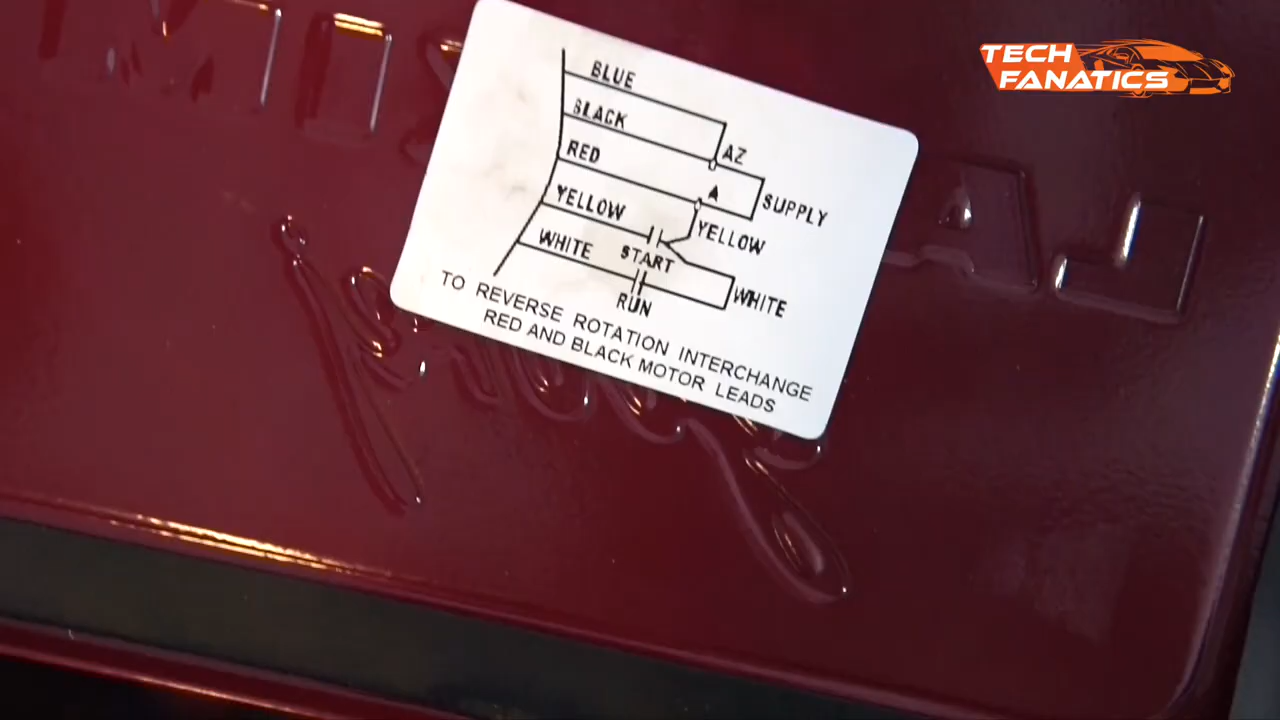 TECH
FANATICS
BLUE
BLACK
AZ
RED
A
SUPPLY
YELLOW
YELLOW
WHITE
START
WHITE
RUN
TO REVERSE ROTATION INTERCHANGE
RED AND BLACK MOTOR LEADS